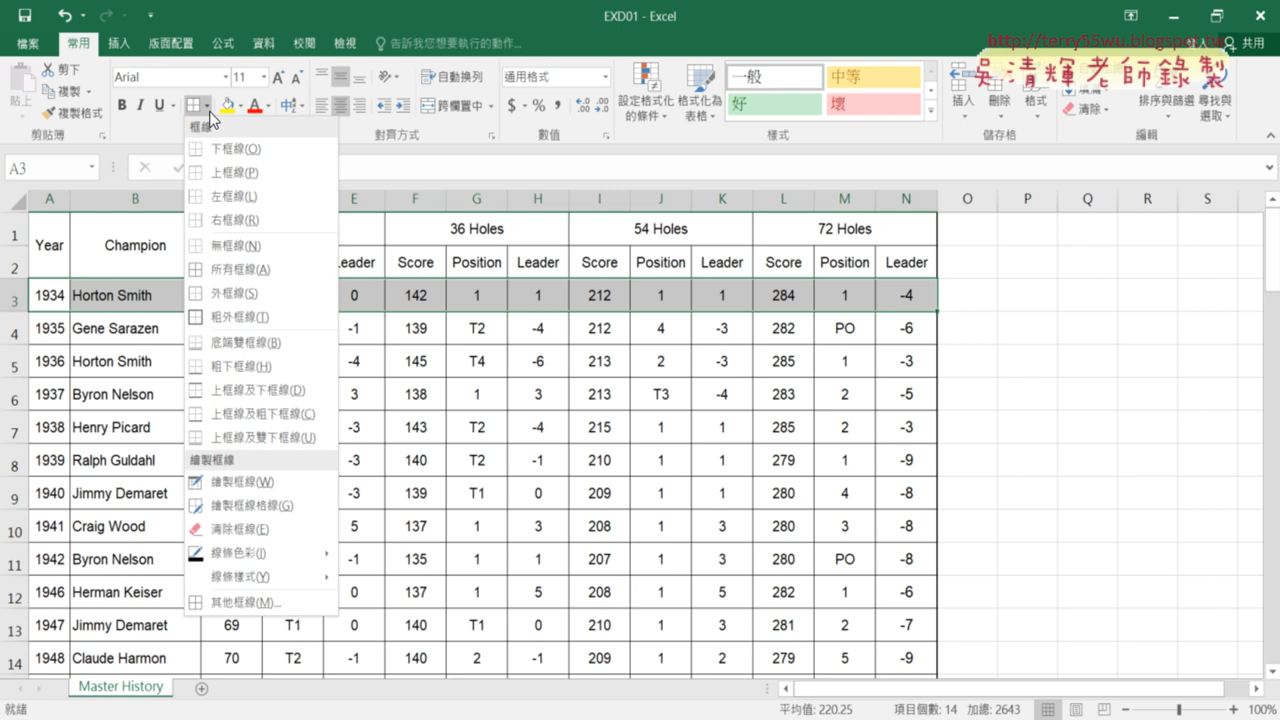 EXD01 - Excel
檔案 常用 插入 版面配置 公式 資料 校閱 檢視 告訴我您想要執行的動作... 共用
http://terry55wu.blogspot.tw
吳清輝老師錄製
剪下
複製
複製格式
貼上
剪貼簿
Arial 11
B I U
自動換列
跨欄置中
對齊方式
通用格式
$ % ,
數值
設定格式化的條件
格式化為表格
一般 中等
好 壞
樣式
插入 刪除 格式
儲存格
清除
排序與篩選 尋找與選取
編輯
A3
框線
下框線(O)
上框線(P)
左框線(L)
右框線(R)
無框線(N)
所有框線(A)
外框線(S)
粗外框線(T)
底端雙框線(B)
粗下框線(H)
上框線及下框線(D)
上框線及粗下框線(C)
上框線及雙下框線(U)
繪製框線
繪製框線(W)
繪製框線格線(G)
清除框線(E)
線條色彩(I)
線條樣式(Y)
其他框線(M)...
A B E F G H I J K L M N O P Q R S
1 Year Champion 36 Holes 54 Holes 72 Holes
2 Leader Score Position Leader Score Position Leader Score Position Leader
3 1934 Horton Smith 0 142 1 1 212 1 1 284 1 -4
4 1935 Gene Sarazen -1 139 T2 -4 212 4 -3 282 PO -6
5 1936 Horton Smith -4 145 T4 -6 213 2 -3 285 1 -3
6 1937 Byron Nelson 3 138 1 3 213 T3 -4 283 2 -5
7 1938 Henry Picard -3 143 T2 -4 215 1 1 285 2 -3
8 1939 Ralph Guldahl -3 140 T2 -1 210 1 1 279 1 -9
9 1940 Jimmy Demaret -3 139 T1 0 209 1 1 280 4 -8
10 1941 Craig Wood 5 137 1 3 208 1 3 280 3 -8
11 1942 Byron Nelson -1 135 1 1 207 1 3 280 PO -8
12 1946 Herman Keiser 0 137 1 5 208 1 5 282 1 -6
13 1947 Jimmy Demaret 69 T1 0 140 T1 0 210 1 3 281 2 -7
14 1948 Claude Harmon 70 T2 -1 140 2 -1 209 1 2 279 5 -9
Master History
就緒 平均值: 220.25 項目個數: 14 加總: 2643 100%